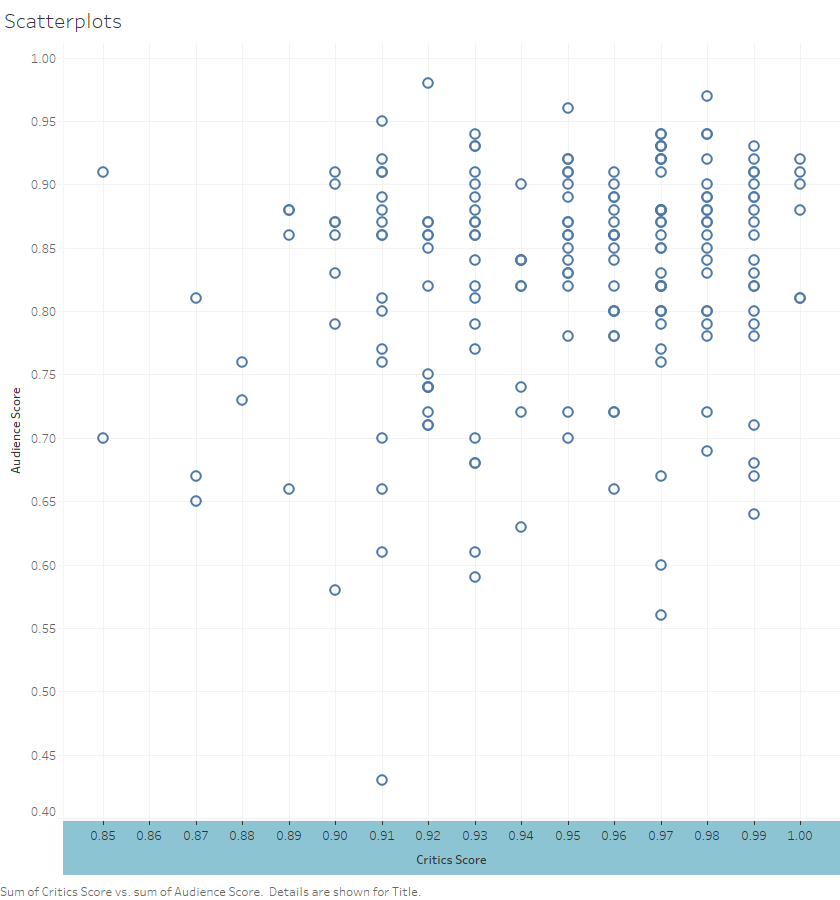 Scatterplots
1.00
0.95
0.90
0.85
0.80
0.75
0.70
0.65
0.60
0.55
0.50
0.45
0.40
Audience Score
0.85 0.86 0.87 0.88 0.89 0.90 0.91 0.92 0.93 0.94 0.95 0.96 0.97 0.98 0.99 1.00
Critics Score
Sum of Critics Score vs. sum of Audience Score. Details are shown for Title.